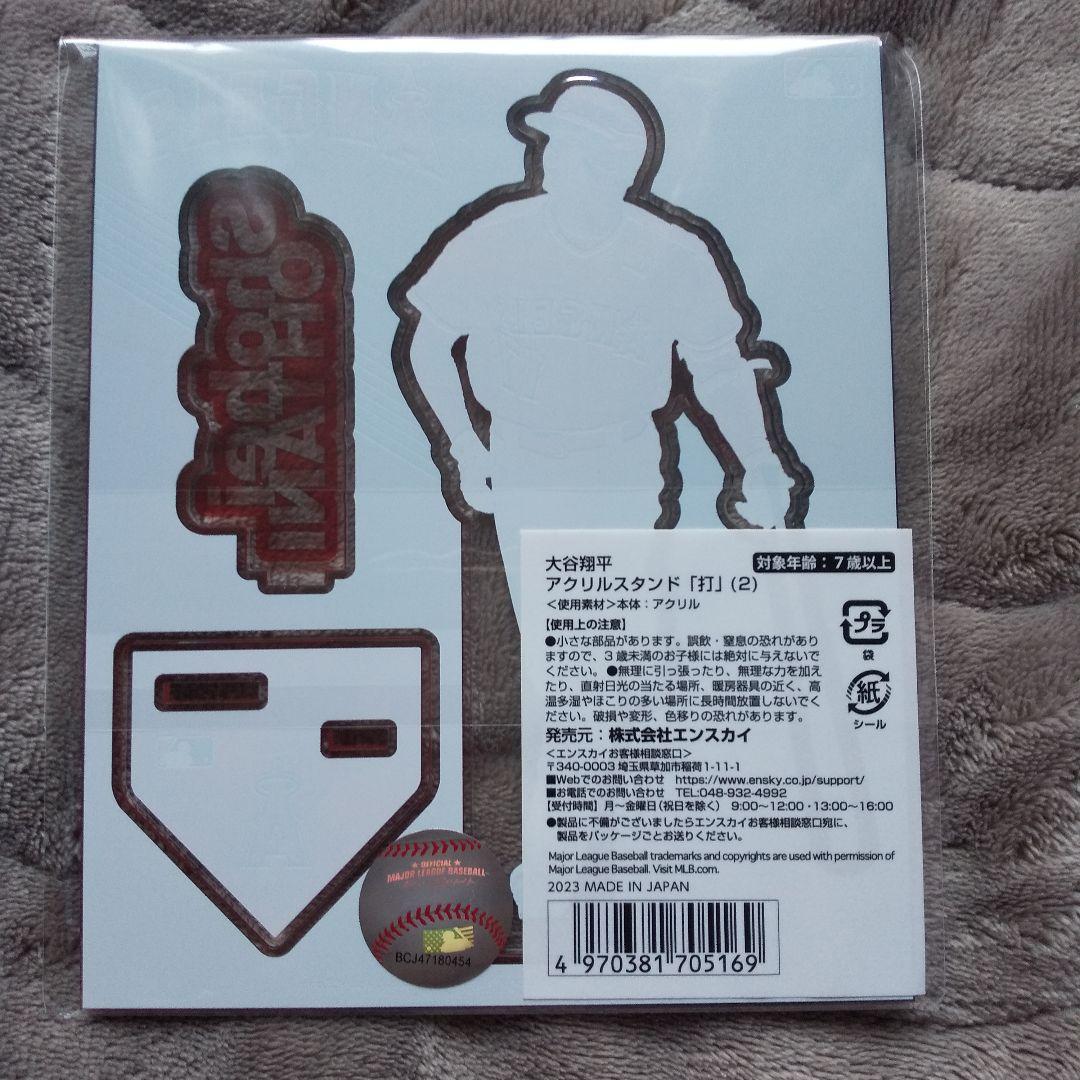 SHOHEI
OHTANI
大谷翔平
対象年齢：7歳以上
アクリルスタンド「打」(2)
＜使用素材＞本体：アクリル
【使用上の注意】
●小さな部品があります。誤飲・窒息の恐れがあり
ますので、3歳未満のお子様には絶対に与えないで
ください。●無理に引っ張ったり、無理な力を加え
たり、直射日光の当たる場所、暖房器具の近く、高
温多湿やほこりの多い場所に長時間放置しないでく
ださい。破損や変形、色移りの恐れがあります。
プラ
袋
紙
シール
発売元：株式会社エンスカイ
＜エンスカイお客様相談窓口＞
〒340-0003 埼玉県草加市稲荷1-11-1
■Webでのお問い合わせ https://www.ensky.co.jp/support/
■お電話でのお問い合わせ TEL:048-932-4992
【受付時間】月～金曜日（祝日を除く） 9:00～12:00・13:00～16:00
●製品に不備がございましたらエンスカイお客様相談窓口宛に、
製品をパッケージごとお送りください。
Major League Baseball trademarks and copyrights are used with permission of
Major League Baseball. Visit MLB.com.
2023 MADE IN JAPAN
4 970381 705169
OFFICIAL
MAJOR LEAGUE BASEBALL
BCJ47180454